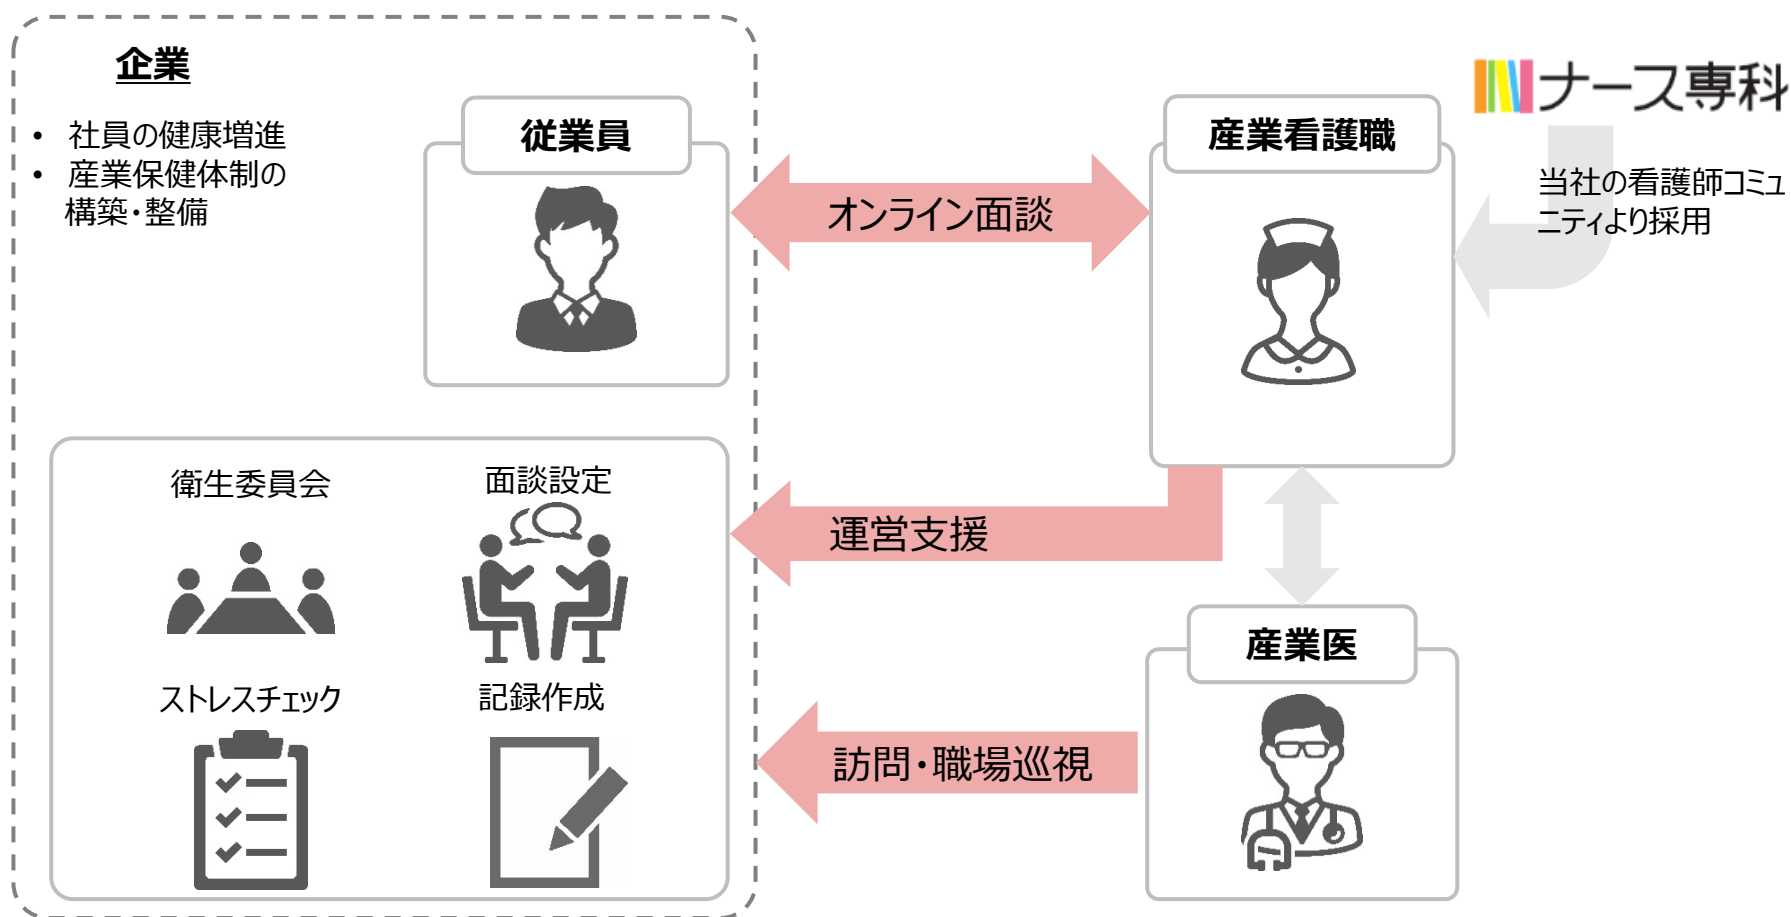 企業
• 社員の健康増進
• 産業保健体制の
構築・整備
従業員
オンライン面談
産業看護職
ナース専科
当社の看護師コミュ
ニティより採用
衛生委員会
面談設定
運営支援
ストレスチェック
記録作成
産業医
訪問・職場巡視